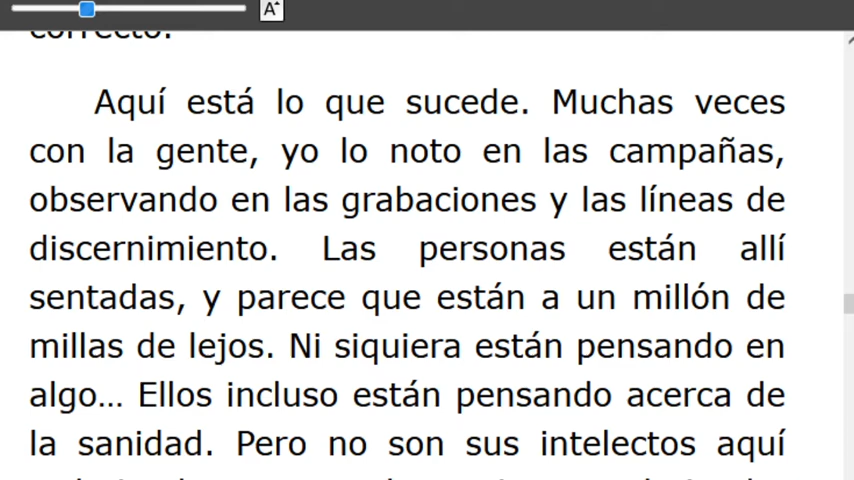 A
correcto.
Aquí está lo que sucede. Muchas veces
con la gente, yo lo noto en las campañas,
observando en las grabaciones y las líneas de
discernimiento. Las personas están allí
sentadas, y parece que están a un millón de
millas de lejos. Ni siquiera están pensando en
algo... Ellos incluso están pensando acerca de
la sanidad. Pero no son sus intelectos aquí